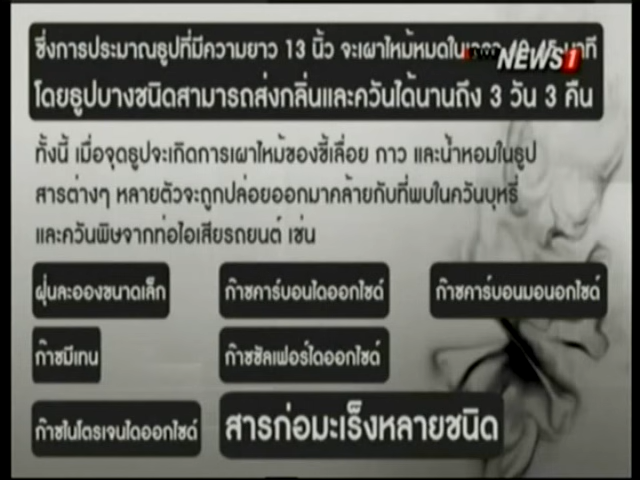 ซึ่งการประมาณธูปที่มีความยาว 13 นิ้ว จะเผาไหม้หมดใน นาที
NEWS1
โดยธูปบางชนิดสามารถส่งกลิ่นและควันได้นานถึง 3 วัน 3 คืน
ทั้งนี้ เมื่อจุดธูปจะเกิดการเผาไหม้ของขี้เลื่อย กาว และน้ำหอมในธูป
สารต่างๆ หลายตัวจะถูกปล่อยออกมาคล้ายกับที่พบในควันบุหรี่
และควันพิษจากท่อไอเสียรถยนต์ เช่น
ฝุ่นละอองขนาดเล็ก ก๊าซคาร์บอนไดออกไซด์ ก๊าซคาร์บอนมอนอกไซด์
ก๊าซมีเทน ก๊าซซัลเฟอร์ไดออกไซด์
ก๊าซไนโตรเจนไดออกไซด์ สารก่อมะเร็งหลายชนิด